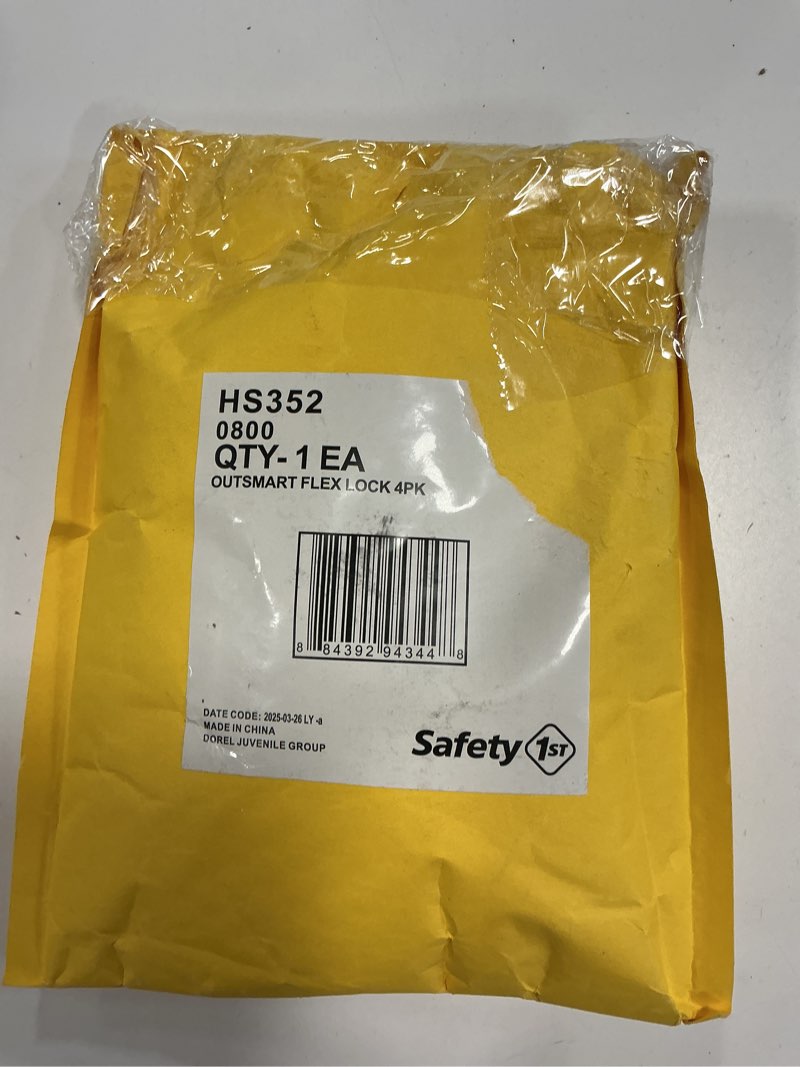 HS352
0800
QTY- 1 EA
OUTSMART FLEX LOCK 4PK
8 84392 94344 8
DATE CODE: 2025-03-26 LY -a
MADE IN CHINA
DOREL JUVENILE GROUP
Safety 1ST